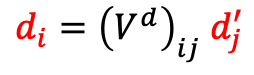 d_i = (V^d)_{ij} d'_j